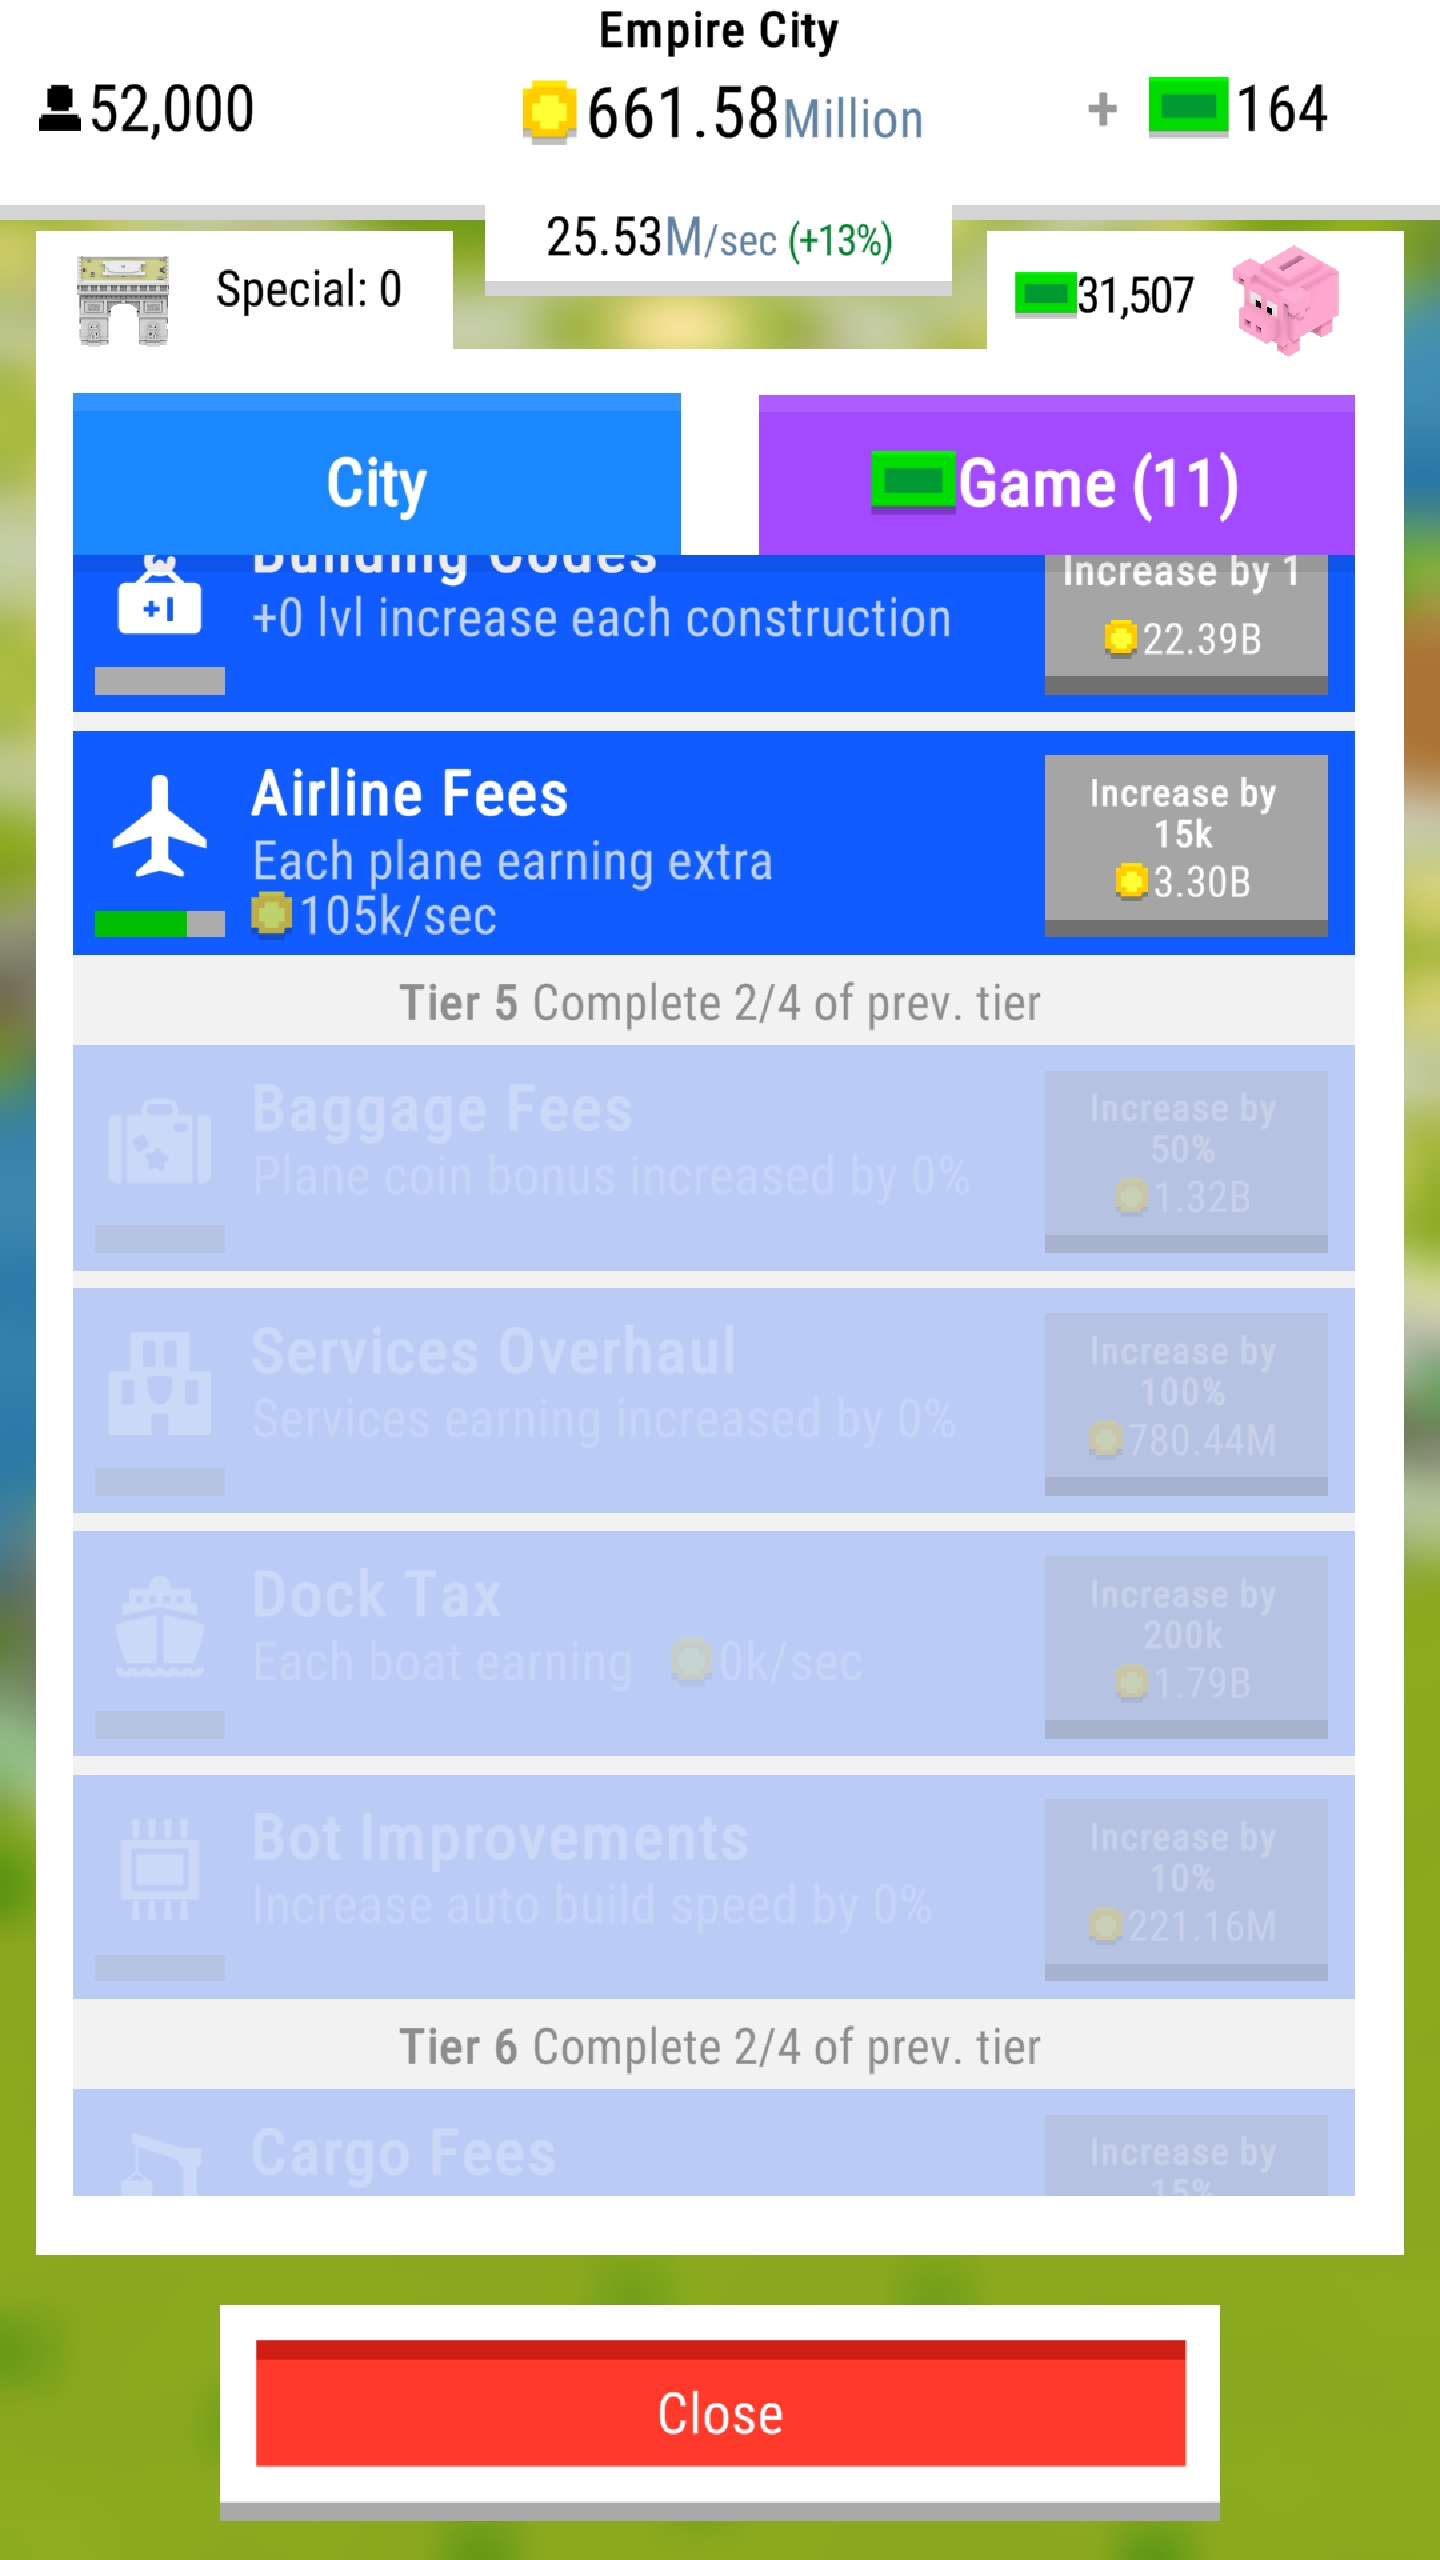 Empire City
52,000
661.58Million
+ 164
25.53M/sec (+13%)
Special: 0
31,507
City
Game (11)
Building Codes
+0 lvl increase each construction
+1
Increase by 1
22.39B
Airline Fees
Each plane earning extra
105k/sec
Increase by
15k
3.30B
Tier 5 Complete 2/4 of prev. tier
Baggage Fees
Plane coin bonus increased by 0%
Increase by
50%
1.32B
Services Overhaul
Services earning increased by 0%
Increase by
100%
780.44M
Dock Tax
Each boat earning 0k/sec
Increase by
200k
1.79B
Bot Improvements
Increase auto build speed by 0%
Increase by
10%
221.16M
Tier 6 Complete 2/4 of prev. tier
Cargo Fees
Increase by
15%
Close